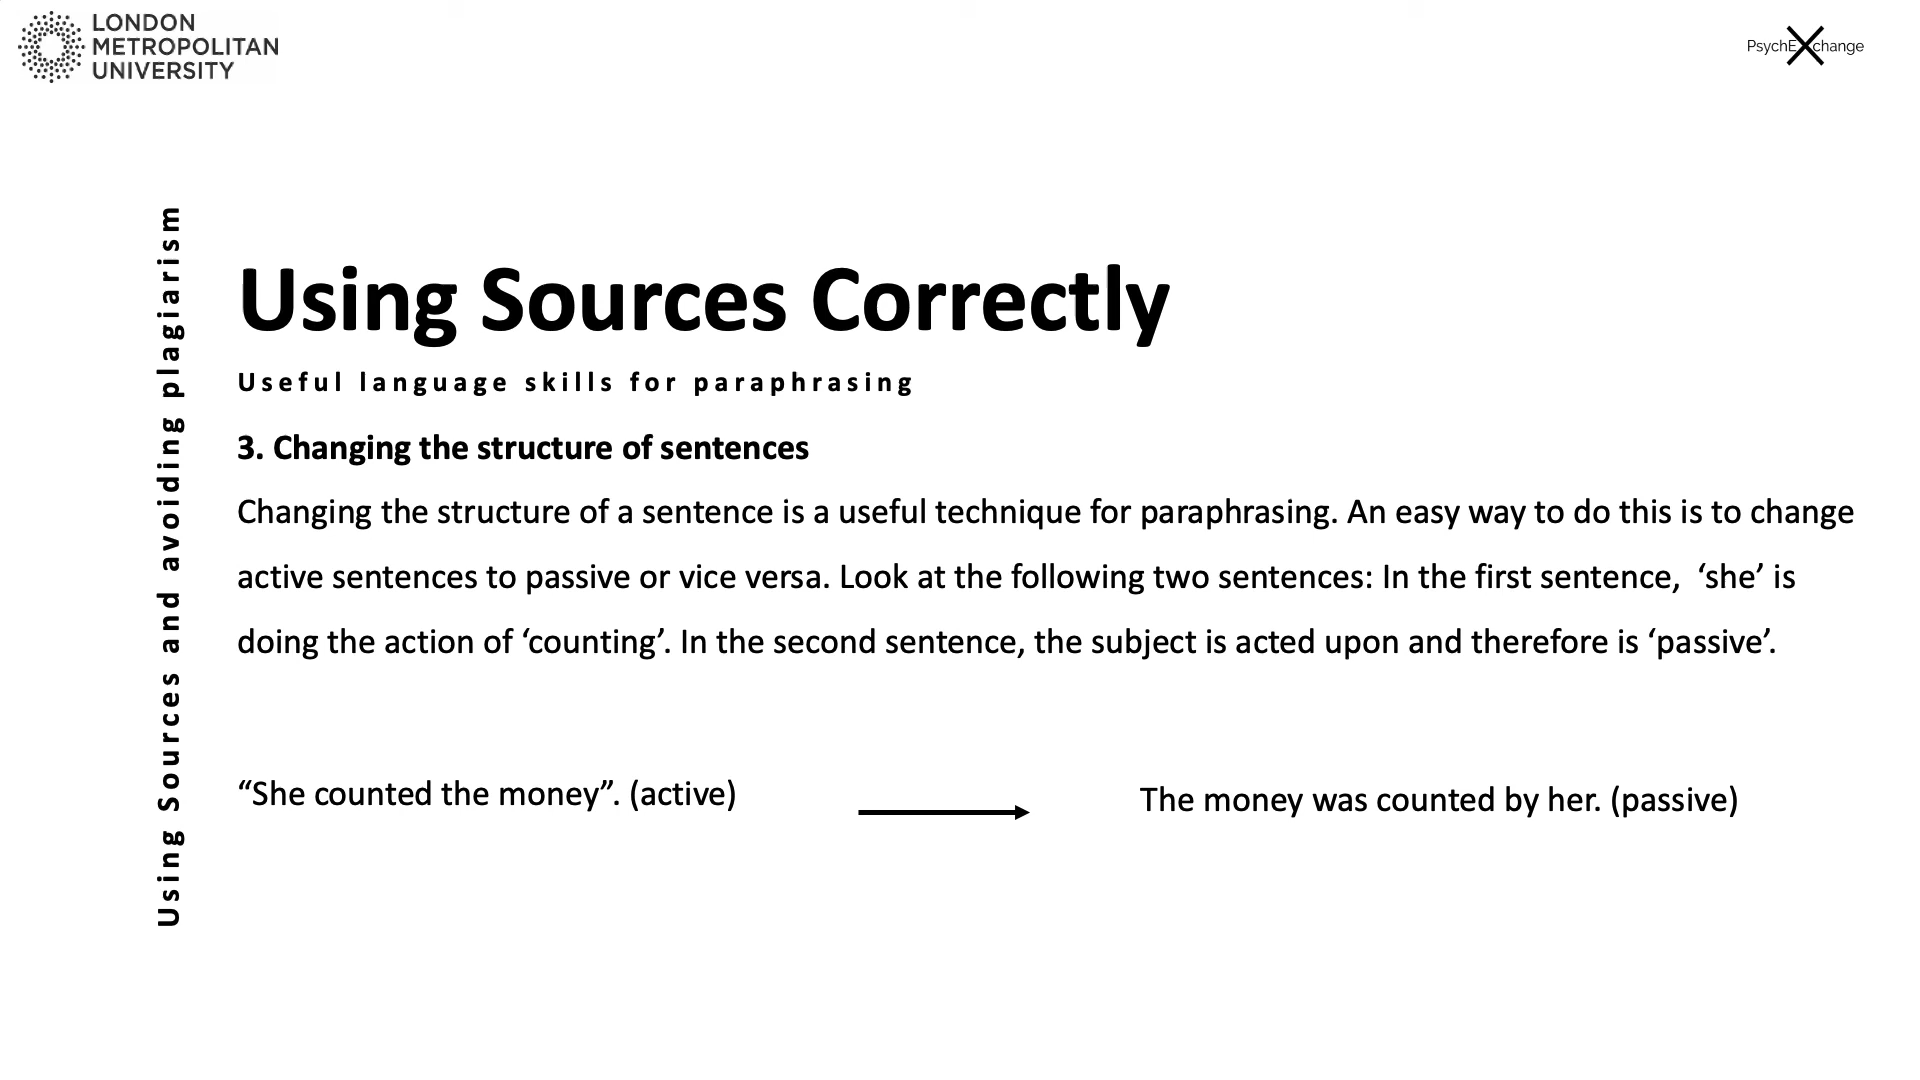 LONDON
METROPOLITAN
UNIVERSITY
PsychEXchange
Using Sources and avoiding plagiarism
Using Sources Correctly
Useful language skills for paraphrasing
3. Changing the structure of sentences
Changing the structure of a sentence is a useful technique for paraphrasing. An easy way to do this is to change
active sentences to passive or vice versa. Look at the following two sentences: In the first sentence,  ‘she’ is
doing the action of ‘counting’. In the second sentence, the subject is acted upon and therefore is ‘passive’.
“She counted the money”. (active)
The money was counted by her. (passive)